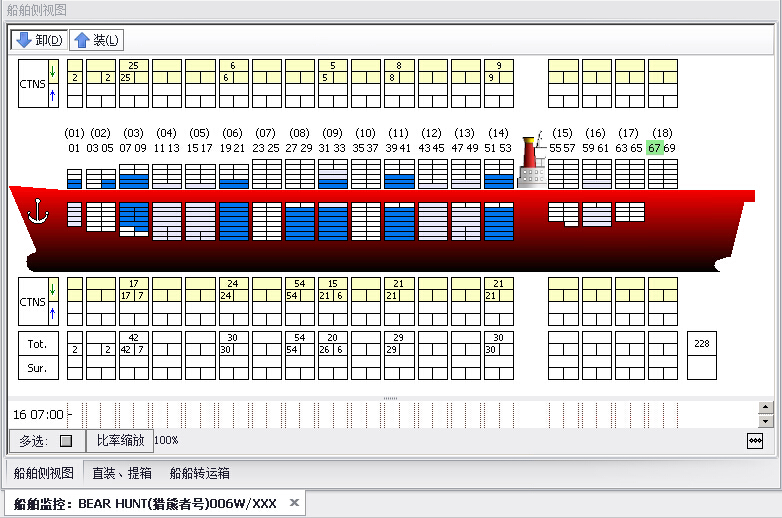 船舶侧视图
卸(D) 装(L)
25 6 5 8 9
CTNS 2 2 25 6 5 8 9
(01) (02) (03) (04) (05) (06) (07) (08) (09) (10) (11) (12) (13) (14) (15) (16) (17) (18)
01 03 05 07 09 11 13 15 17 19 21 23 25 27 29 31 33 35 37 39 41 43 45 47 49 51 53 55 57 59 61 63 65 67 69
17 24 54 15 21 21
CTNS 17 7 24 54 21 6 21 21
42 30 54 20 29 30
Tot. 2 2 42 7 30 54 26 6 29 30 228
Sur.
16 07:00
多选: 比率缩放 100%
船舶侧视图 直装、提箱 船舶转运箱
船舶监控: BEAR HUNT(猎熊者号)006W/XXX